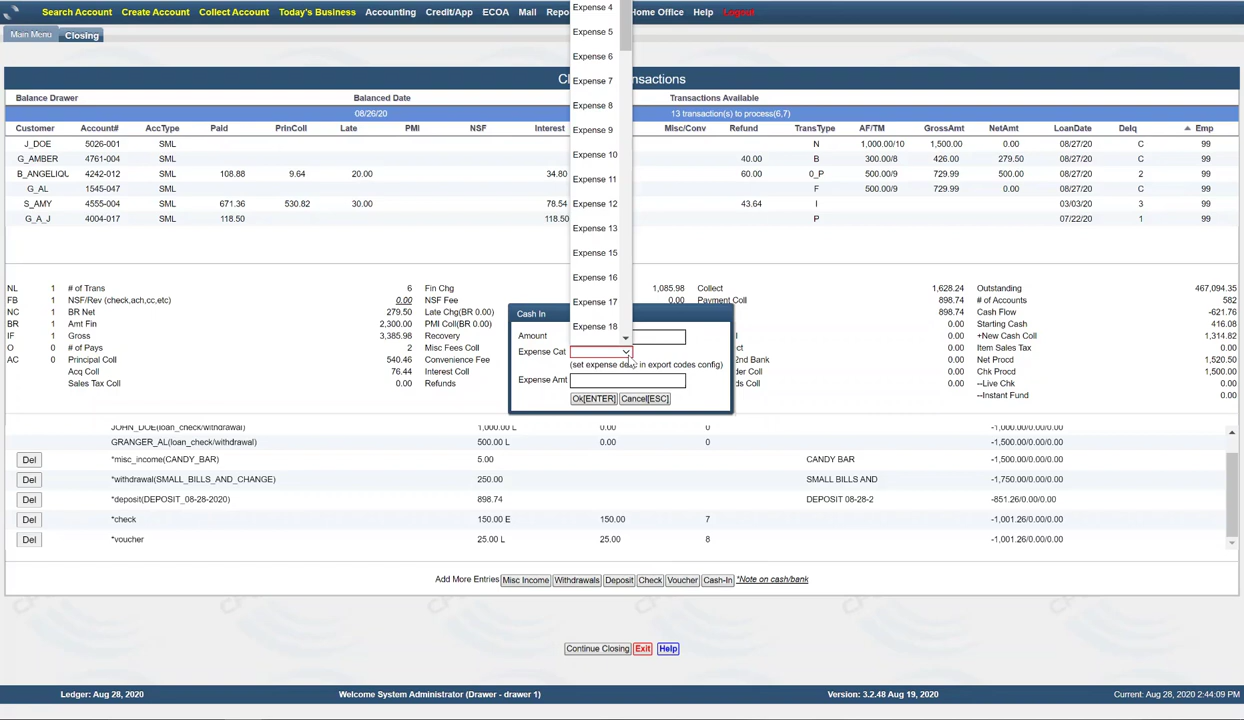 Search Account Create Account Collect Account Today's Business Accounting Credit/App ECOA Mall Home Office Help Logout
Main Menu Closing
Balance Drawer Balanced Date Transactions Available
08/26/20 13 transaction(s) to process(6,7)
Customer Account# AccType Paid PrinColl Late PMI NSF Interest Misc/Conv Refund TransType AF/TM GrossAmt NetAmt LoanDate Delq Emp
J_DOE 5026-001 SML N 1,000.00/10 1,500.00 0.00 08/27/20 C 99
G_AMBER 4761-004 SML 40.00 B 300.00/8 426.00 279.50 08/27/20 C 99
B_ANGELIQU 4242-012 SML 108.88 9.64 20.00 34.80 60.00 0_P 500.00/9 729.99 500.00 08/27/20 2 99
G_AL 1545-047 SML F 500.00/9 729.99 08/27/20 C 99
S_AMY 4555-004 SML 671.36 530.82 30.00 78.54 43.64 I 03/03/20 3 99
G_A_J 4004-017 SML 118.50 118.50 P 07/22/20 1 99
Expense 4
Expense 5
Expense 6
Expense 7
Expense 8
Expense 9
Expense 10
Expense 11
Expense 12
Expense 13
Expense 15
Expense 16
Expense 17
Expense 18
NL 1 # of Trans 6 Fin Chg 1,085.98 Collect 1,628.24 Outstanding 467,094.35
FB 1 NSF/Rev (check,ach,cc,etc) 0.00 NSF Fee 0.00 Payment Coll 898.74 # of Accounts 582
NC 1 BR Net 279.50 Late Chg(BR 0.00) 898.74 Cash Flow -621.76
BR 1 Amt Fin 2,300.00 PMI Coll(BR 0.00) 0.00 Starting Cash 416.08
IF 1 Gross 3,385.98 Recovery 0.00 +New Cash Coll 1,314.82
O 0 # of Pays 2 Misc Fees Coll 0.00 Item Sales Tax 0.00
AC 0 Principal Coll 540.46 Convenience Fee 2nd Bank 0.00 Net Procd 1,520.50
Acq Coll 76.44 Interest Coll 0.00 Chk Procd 1,500.00
Sales Tax Coll 0.00 Refunds 0.00 --Live Chk 0.00
--Instant Fund 0.00
Cash In
Amount
Expense Cat
(set expense desc in export codes config)
Expense Amt
Ok[ENTER] Cancel[ESC]
JOHN_DOE(loan_check/withdrawal) 1,000.00 L 0.00 0 -1,000.00/0.00/0.00
GRANGER_AL(loan_check/withdrawal) 500.00 L 0.00 0 -1,500.00/0.00/0.00
Del *misc_income(CANDY_BAR) 5.00 CANDY BAR -1,500.00/0.00/0.00
Del *withdrawal(SMALL_BILLS_AND_CHANGE) 250.00 SMALL BILLS AND -1,750.00/0.00/0.00
Del *deposit(DEPOSIT_08-28-2020) 898.74 DEPOSIT 08-28-2 -851.26/0.00/0.00
Del *check 150.00 E 150.00 7 -1,001.26/0.00/0.00
Del *voucher 25.00 L 25.00 8 -1,001.26/0.00/0.00
Add More Entries Misc Income Withdrawals Deposit Check Voucher Cash-In *Note on cash/bank
Continue Closing Exit Help
Ledger: Aug 28, 2020 Welcome System Administrator (Drawer - drawer 1) Version: 3.2.48 Aug 19, 2020 Current: Aug 28, 2020 2:44:09 PM